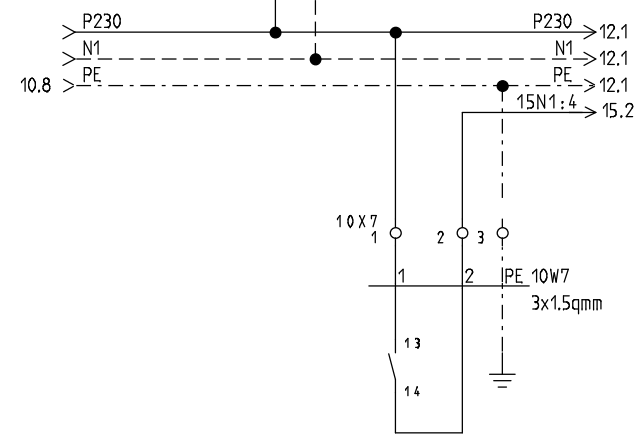 P230 P230 12.1
N1 N1 12.1
10.8 PE PE 12.1
15N1:4 15.2
10X7
1 2 3
1 2 PE 10W7
3x1.5qmm
13
14